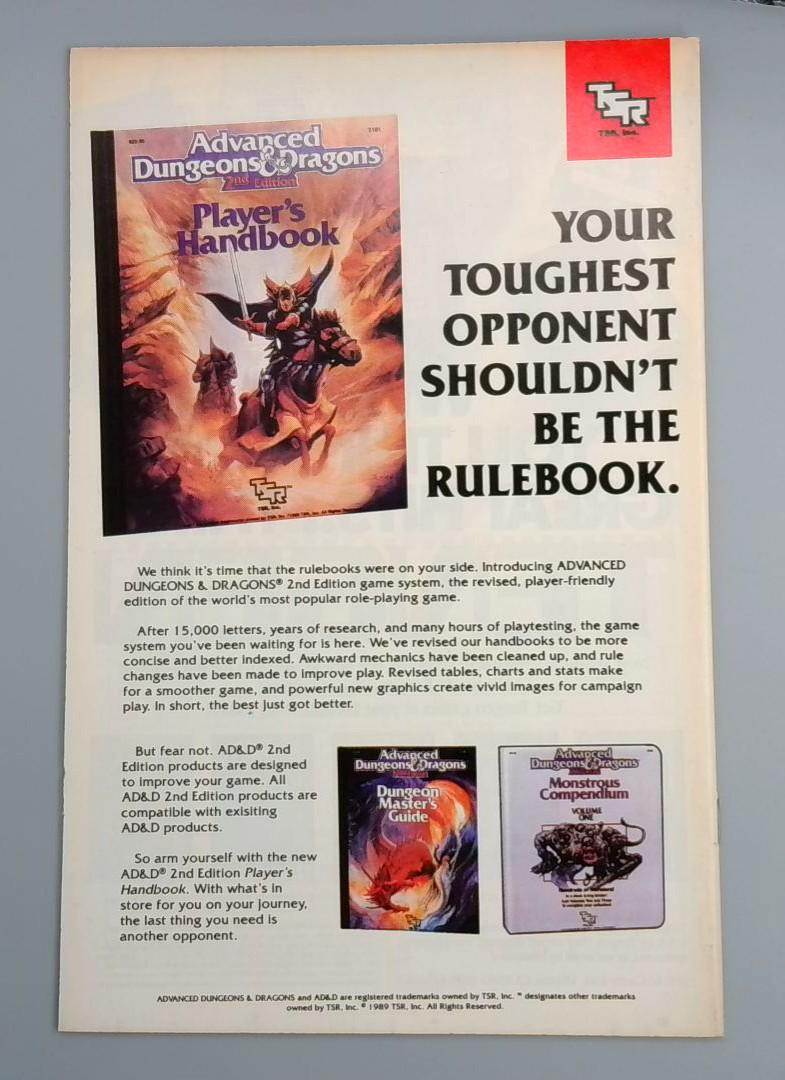 TSR
TSR, Inc.
Advanced
Dungeons & Dragons
2nd Edition
Player's
Handbook
TSR
TSR, Inc.
YOUR
TOUGHEST
OPPONENT
SHOULDN'T
BE THE
RULEBOOK.
We think it's time that the rulebooks were on your side. Introducing ADVANCED
DUNGEONS & DRAGONS® 2nd Edition game system, the revised, player-friendly
edition of the world's most popular role-playing game.
After 15,000 letters, years of research, and many hours of playtesting, the game
system you've been waiting for is here. We've revised our handbooks to be more
concise and better indexed. Awkward mechanics have been cleaned up, and rule
changes have been made to improve play. Revised tables, charts and stats make
for a smoother game, and powerful new graphics create vivid images for campaign
play. In short, the best just got better.
But fear not. AD&D® 2nd
Edition products are designed
to improve your game. All
AD&D 2nd Edition products are
compatible with exisiting
AD&D products.
So arm yourself with the new
AD&D® 2nd Edition Player's
Handbook. With what's in
store for you on your journey,
the last thing you need is
another opponent.
Advanced
Dungeons & Dragons
Dungeon
Master's
Guide
TSR
Advanced
Dungeons & Dragons
Monstrous
Compendium
VOLUME
ONE
TSR
ADVANCED DUNGEONS & DRAGONS and AD&D are registered trademarks owned by TSR, Inc. ™ designates other trademarks
owned by TSR, Inc. © 1989 TSR, Inc. All Rights Reserved.